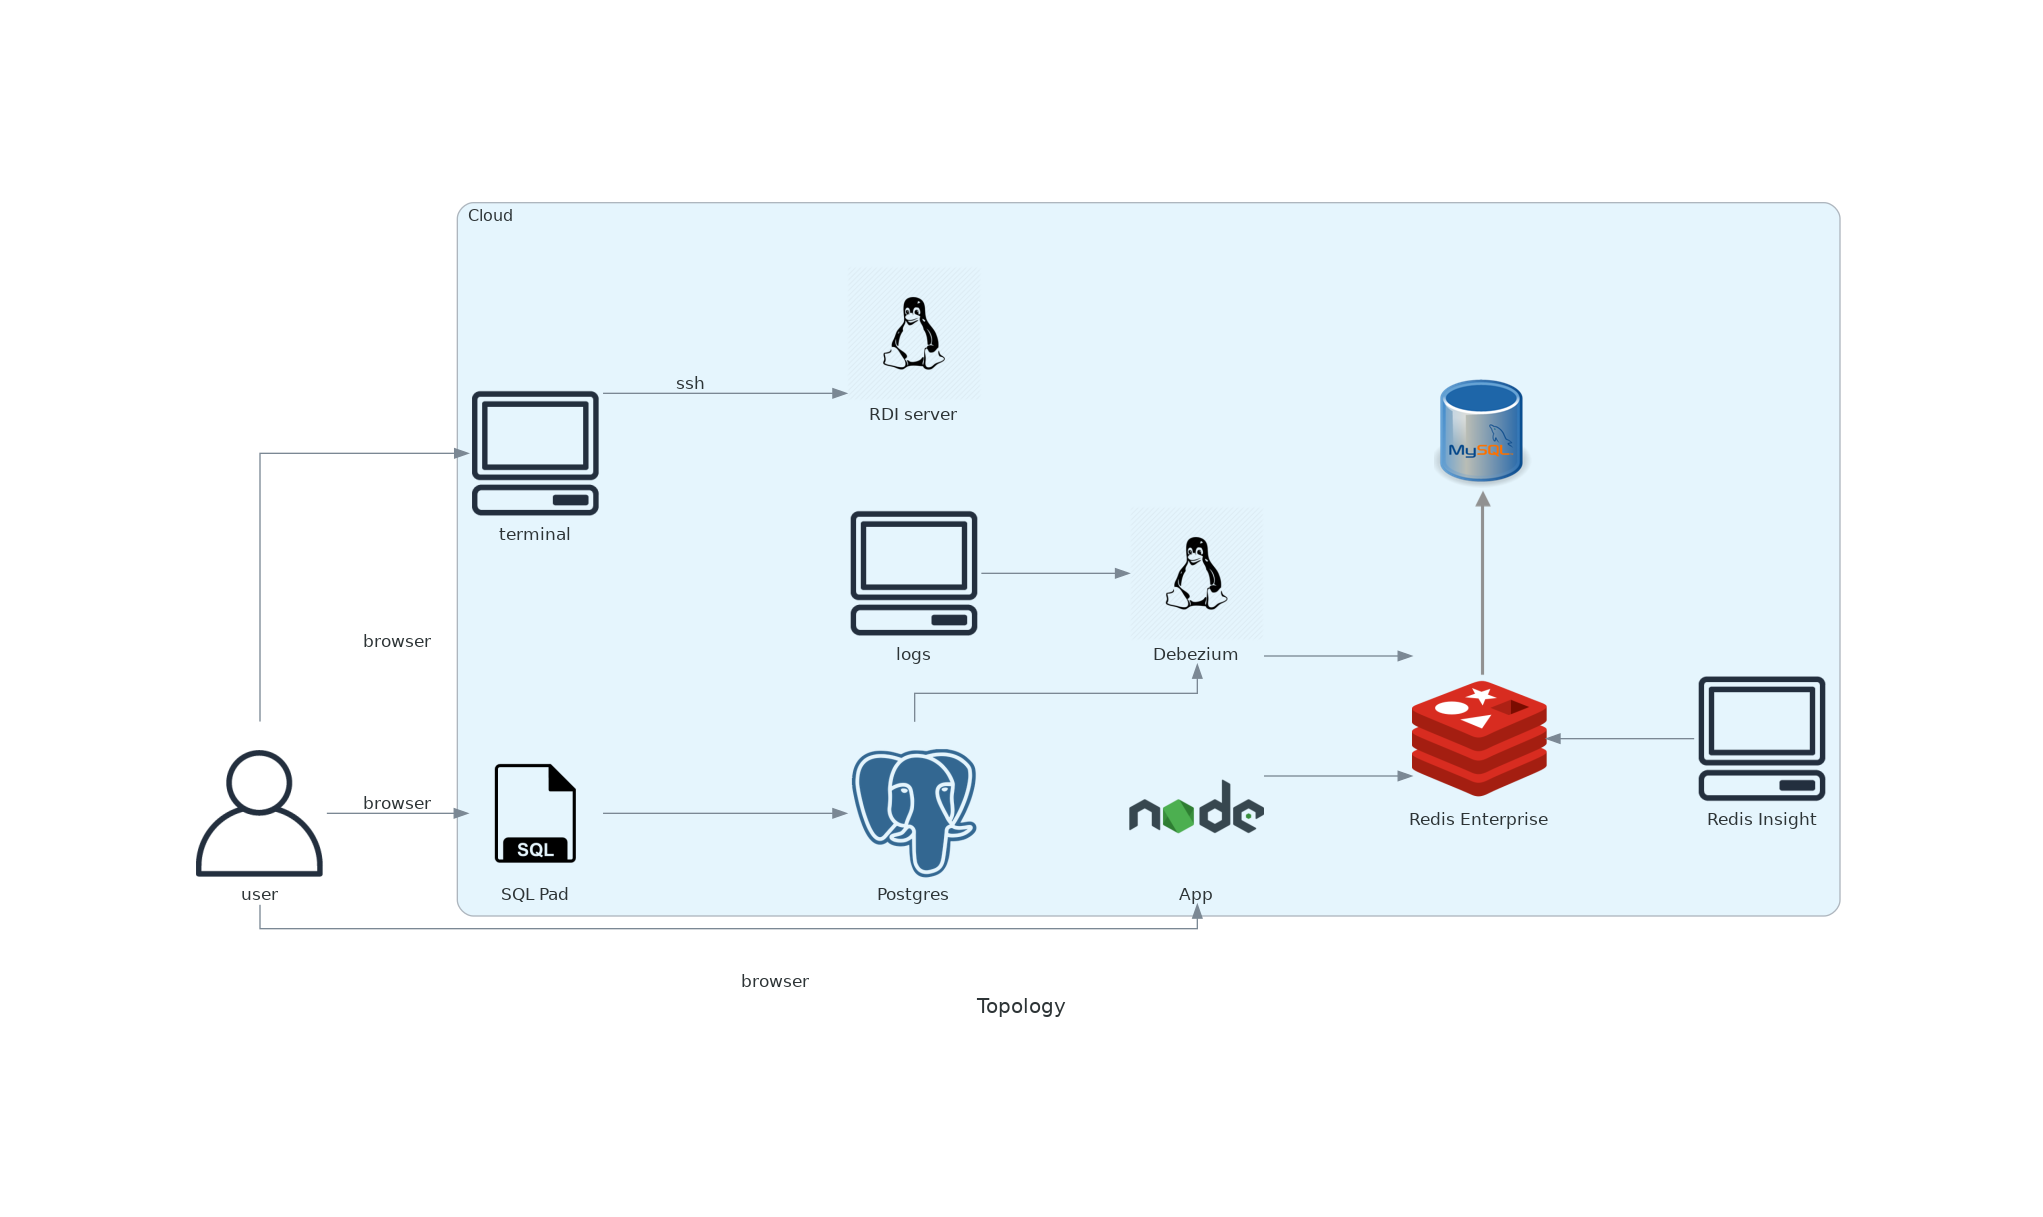 Cloud
RDI server
ssh
terminal
MySQL
browser
logs
Debezium
browser
SQL
user
SQL Pad
Postgres
node
App
Redis Enterprise
Redis Insight
browser
Topology